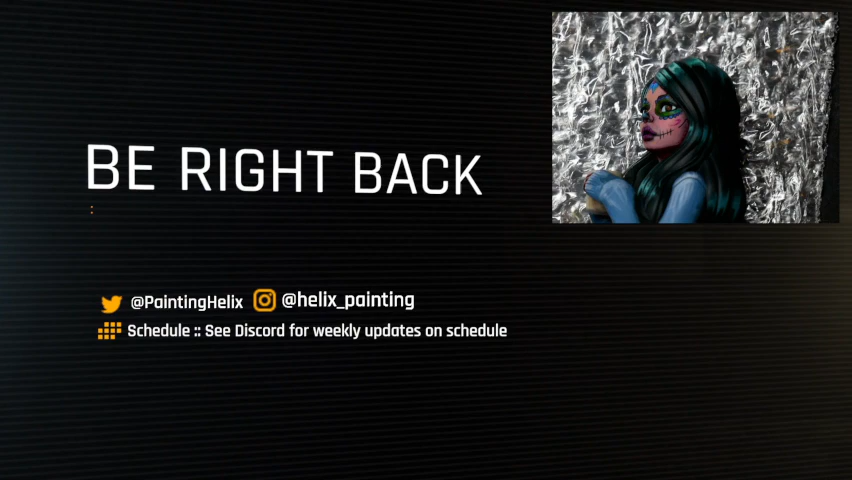 BE RIGHT BACK
:
@PaintingHelix @helix_painting
Schedule :: See Discord for weekly updates on schedule